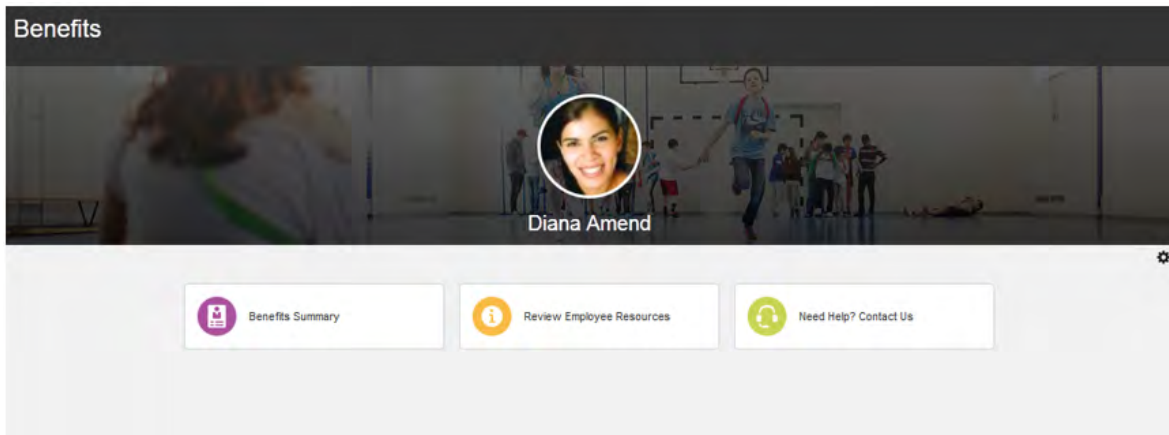 Benefits
Diana Amend
Benefits Summary
Review Employee Resources
Need Help? Contact Us